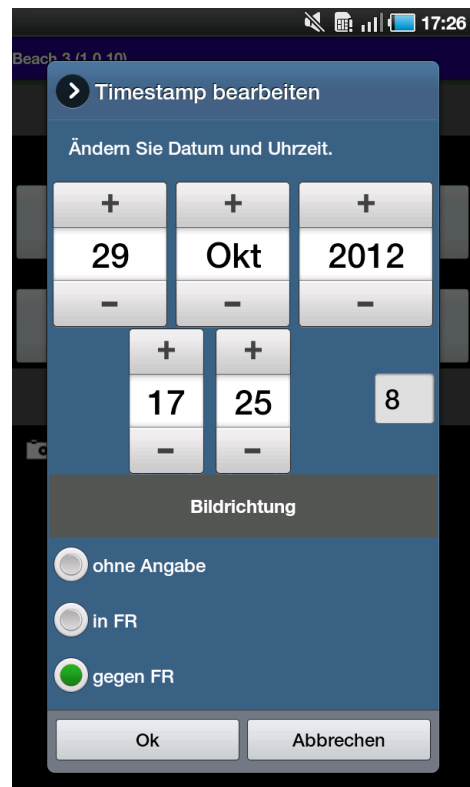 17:26
Beach 3 (1.0.10)
Timestamp bearbeiten
Ändern Sie Datum und Uhrzeit.
+ + +
29 Okt 2012
- - -
+ +
17 25 8
- -
Bildrichtung
ohne Angabe
in FR
gegen FR
Ok Abbrechen